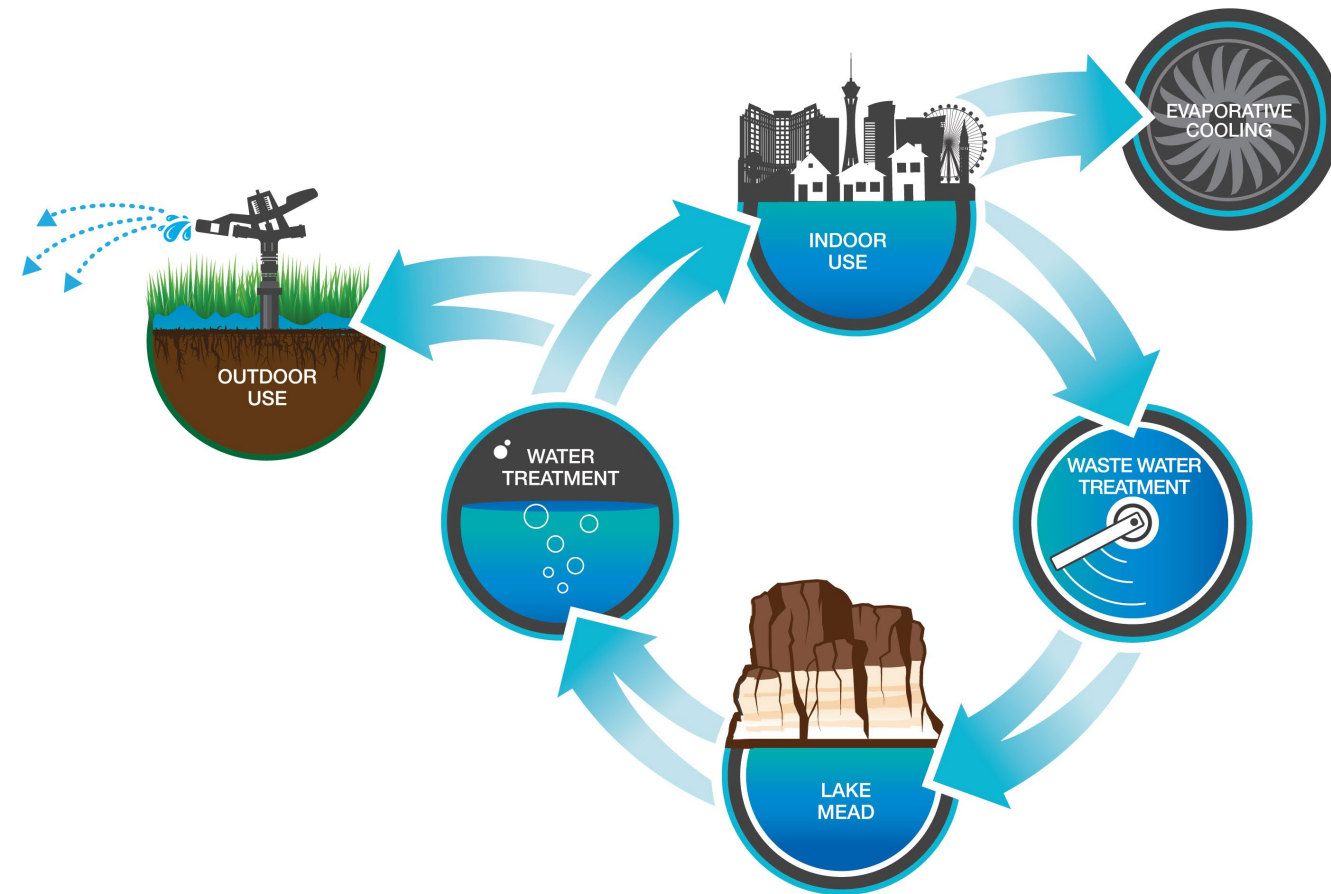 EVAPORATIVE
COOLING
INDOOR
USE
OUTDOOR
USE
WATER
TREATMENT
WASTE WATER
TREATMENT
LAKE
MEAD